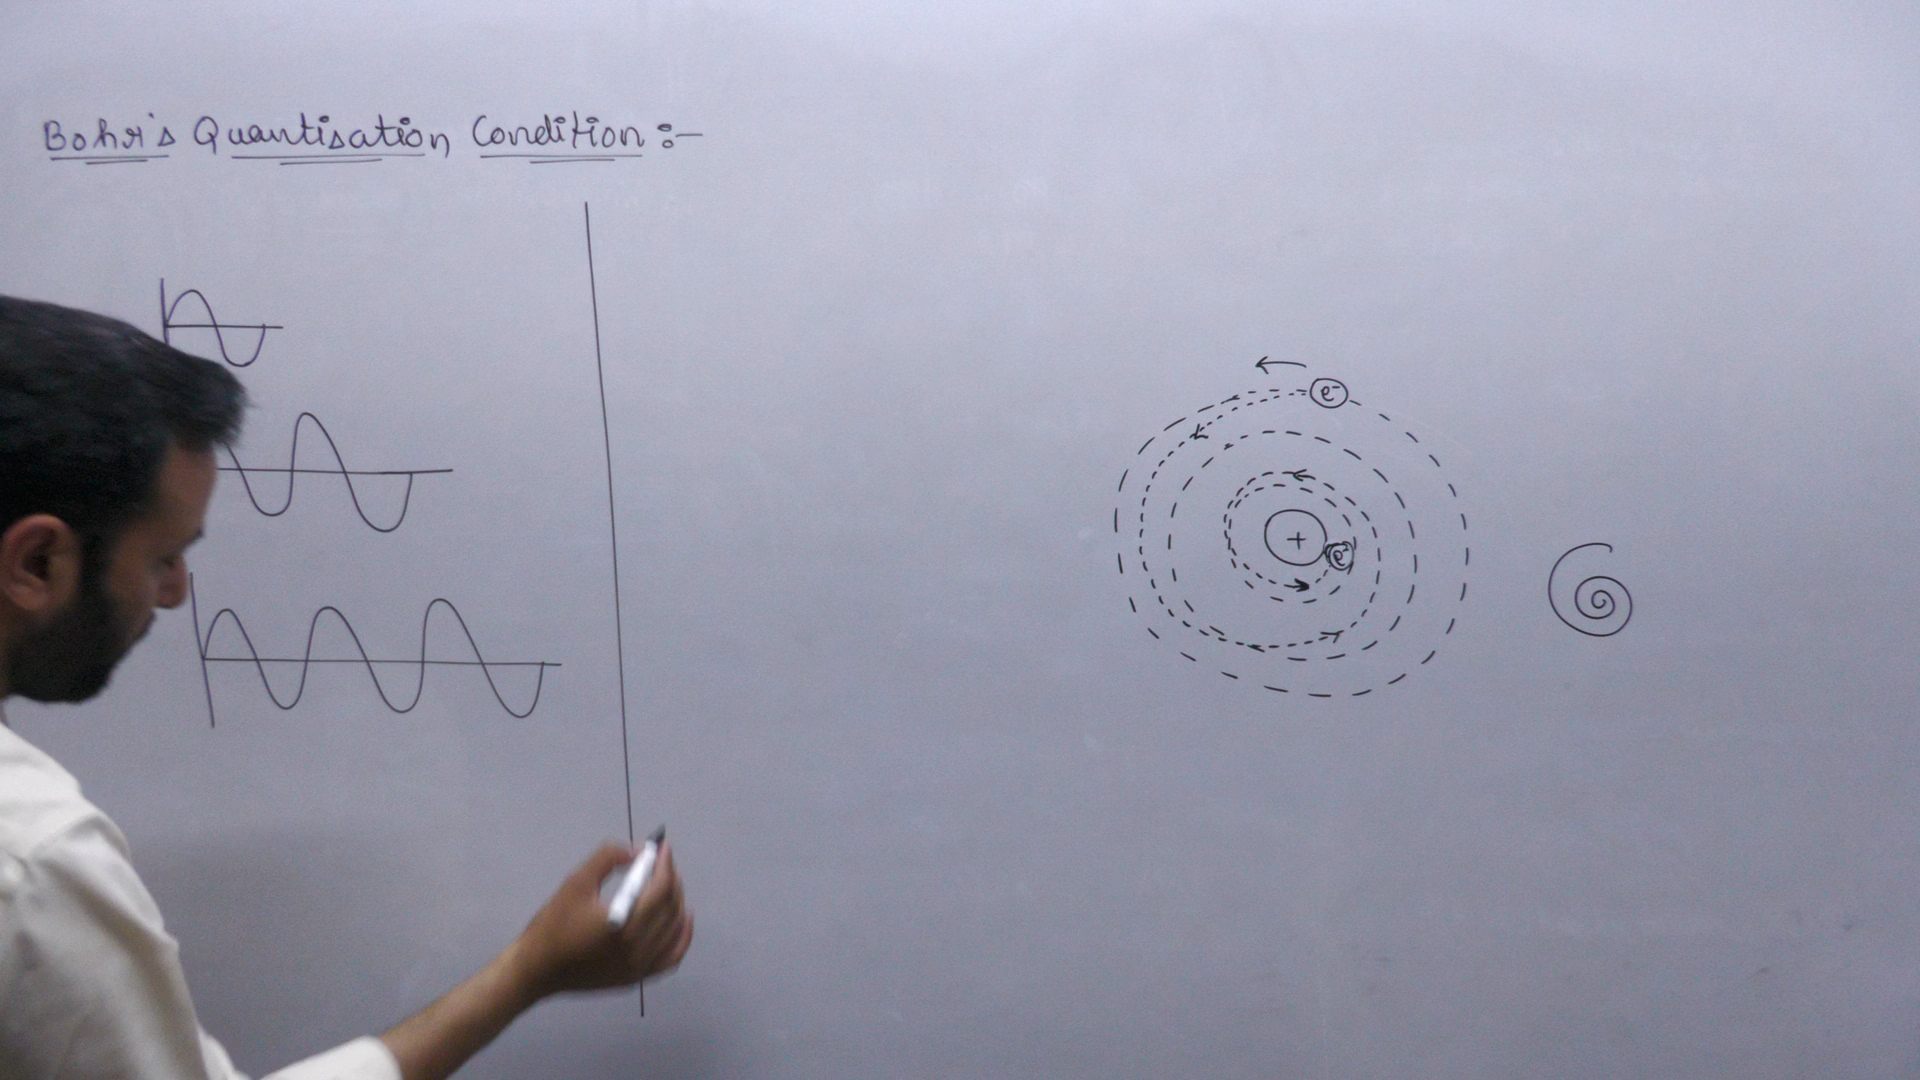 Bohr's Quantisation Condition :-
e⁻
+
e⁻